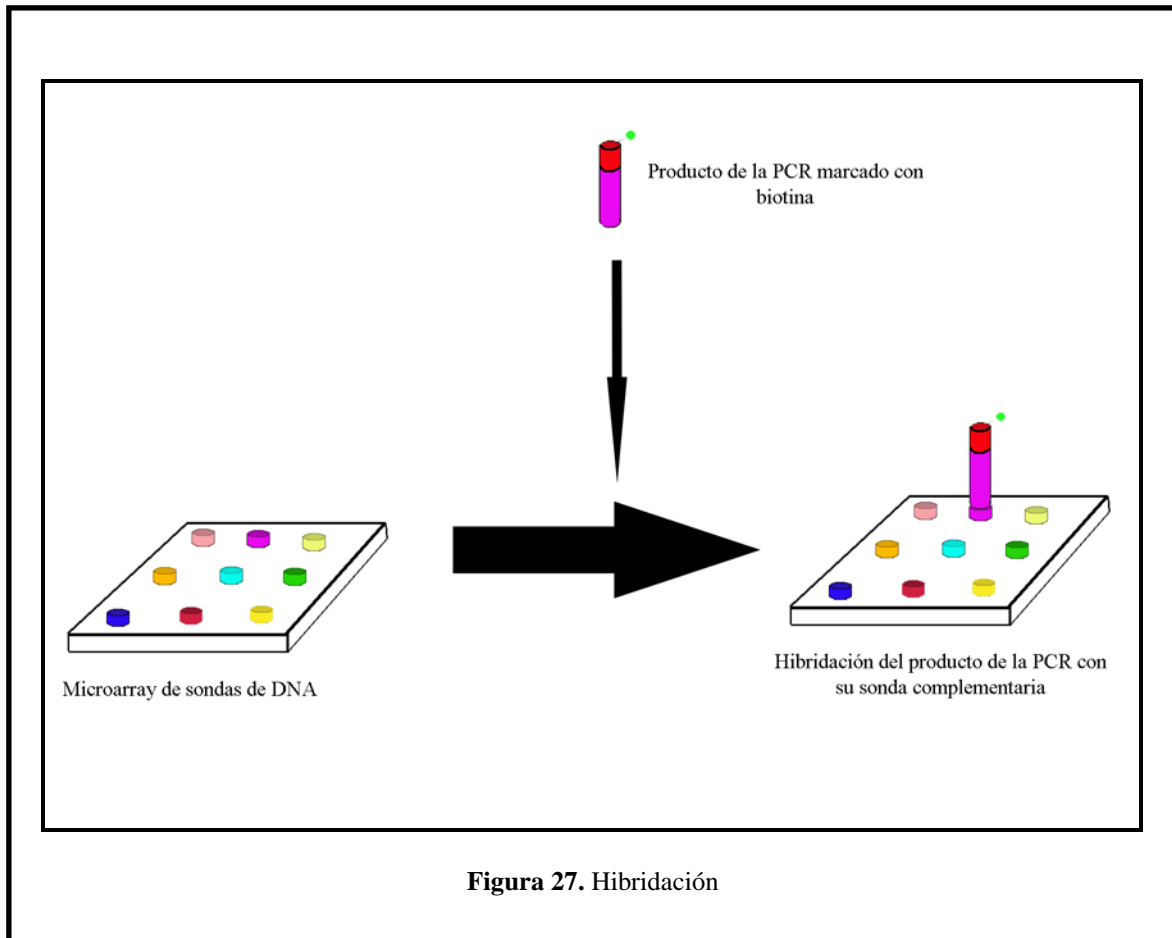 Producto de la PCR marcado con
biotina
Microarray de sondas de DNA
Hibridación del producto de la PCR con
su sonda complementaria
Figura 27. Hibridación